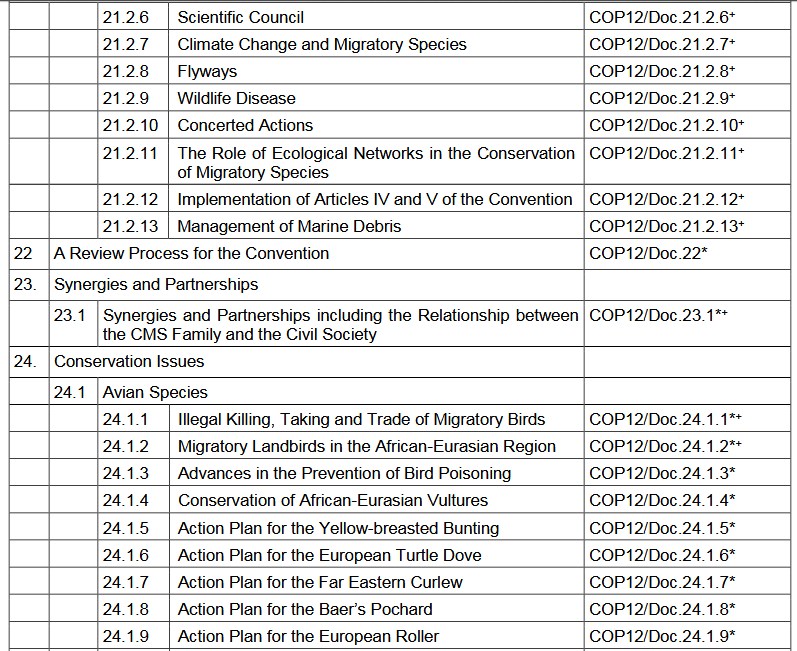 21.2.6 Scientific Council COP12/Doc.21.2.6+
21.2.7 Climate Change and Migratory Species COP12/Doc.21.2.7+
21.2.8 Flyways COP12/Doc.21.2.8+
21.2.9 Wildlife Disease COP12/Doc.21.2.9+
21.2.10 Concerted Actions COP12/Doc.21.2.10+
21.2.11 The Role of Ecological Networks in the Conservation COP12/Doc.21.2.11+
of Migratory Species
21.2.12 Implementation of Articles IV and V of the Convention COP12/Doc.21.2.12+
21.2.13 Management of Marine Debris COP12/Doc.21.2.13+
22 A Review Process for the Convention COP12/Doc.22*
23. Synergies and Partnerships
23.1 Synergies and Partnerships including the Relationship between COP12/Doc.23.1*+
the CMS Family and the Civil Society
24. Conservation Issues
24.1 Avian Species
24.1.1 Illegal Killing, Taking and Trade of Migratory Birds COP12/Doc.24.1.1*+
24.1.2 Migratory Landbirds in the African-Eurasian Region COP12/Doc.24.1.2*+
24.1.3 Advances in the Prevention of Bird Poisoning COP12/Doc.24.1.3*
24.1.4 Conservation of African-Eurasian Vultures COP12/Doc.24.1.4*
24.1.5 Action Plan for the Yellow-breasted Bunting COP12/Doc.24.1.5*
24.1.6 Action Plan for the European Turtle Dove COP12/Doc.24.1.6*
24.1.7 Action Plan for the Far Eastern Curlew COP12/Doc.24.1.7*
24.1.8 Action Plan for the Baer's Pochard COP12/Doc.24.1.8*
24.1.9 Action Plan for the European Roller COP12/Doc.24.1.9*